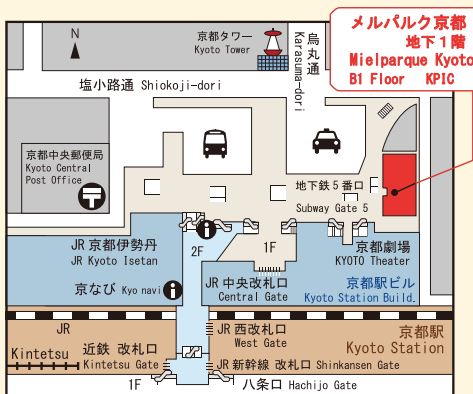 N
京都タワー
Kyoto Tower
烏丸通
Karasuma-dori
メルパルク京都
地下1階
Mielparque Kyoto
B1 Floor KPIC
塩小路通 Shiokoji-dori
京都中央郵便局
Kyoto Central
Post Office
地下鉄5番口
Subway Gate 5
JR 京都伊勢丹
JR Kyoto Isetan
2F
1F
京都劇場
KYOTO Theater
京なび Kyo navi
JR 中央改札口
Central Gate
京都駅ビル
Kyoto Station Build.
JR
JR 西改札口
West Gate
京都駅
Kyoto Station
Kintetsu
近鉄 改札口
Kintetsu Gate
JR 新幹線 改札口
Shinkansen Gate
1F
八条口 Hachijo Gate